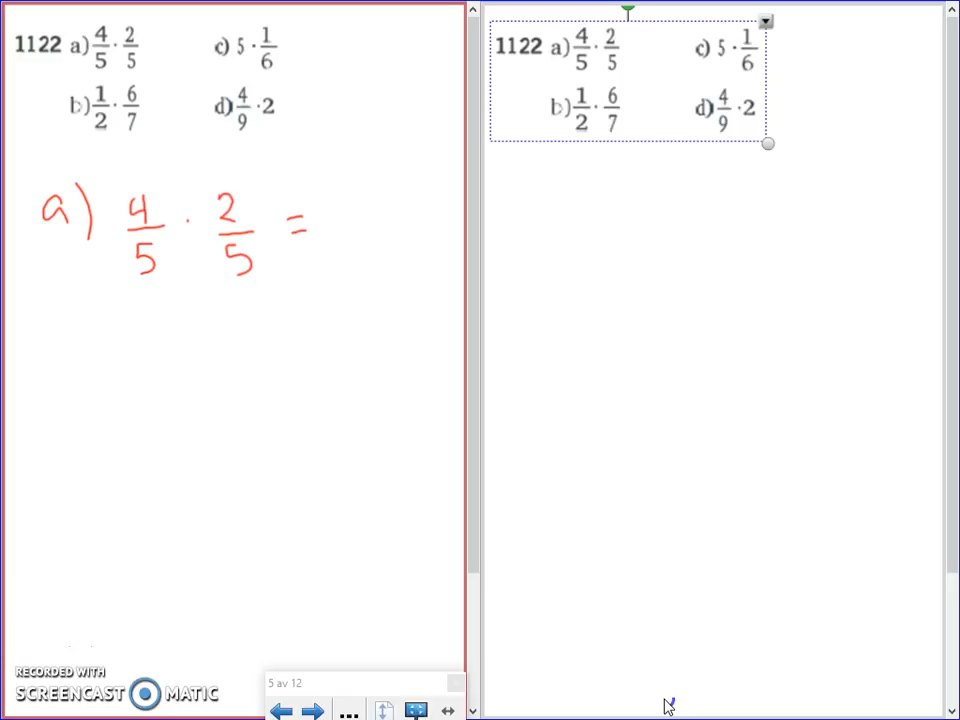 1122 a) 4/5 · 2/5 c) 5 · 1/6
b) 1/2 · 6/7 d) 4/9 · 2
a) 4/5 · 2/5 =
1122 a) 4/5 · 2/5 c) 5 · 1/6
b) 1/2 · 6/7 d) 4/9 · 2
RECORDED WITH
SCREENCAST MATIC
5 av 12